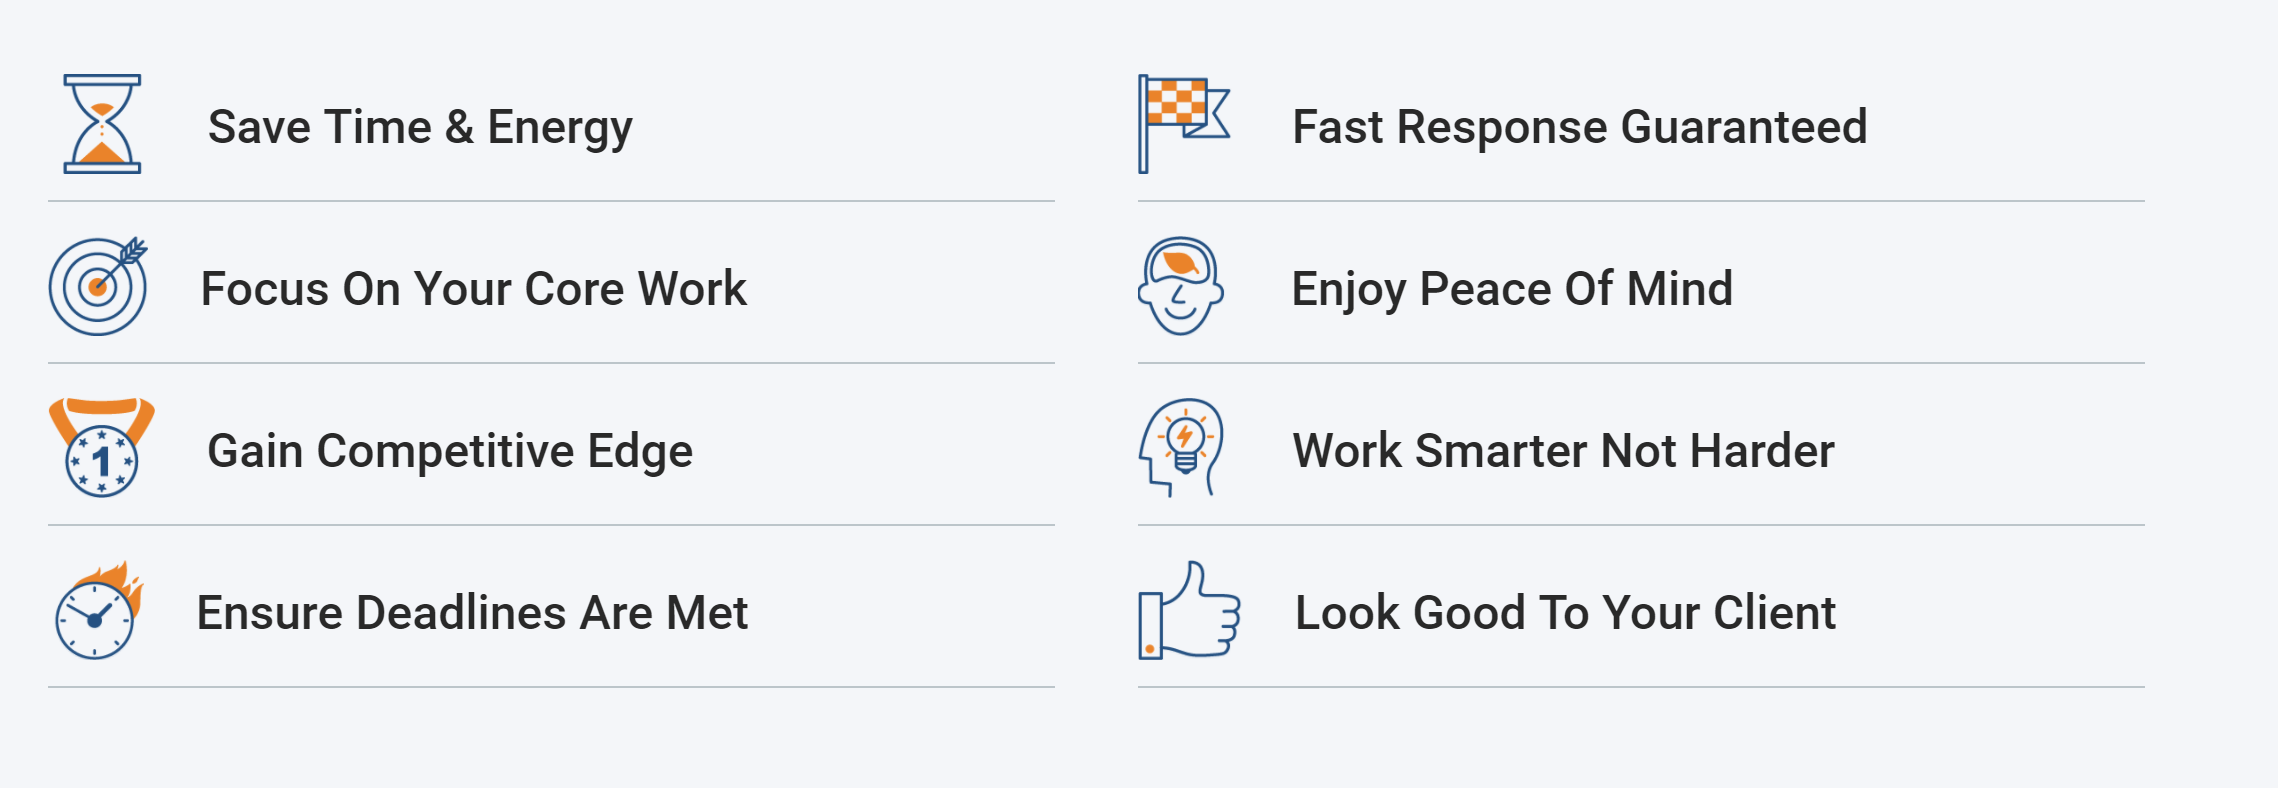 Save Time & Energy
Fast Response Guaranteed
Focus On Your Core Work
Enjoy Peace Of Mind
1
Gain Competitive Edge
Work Smarter Not Harder
Ensure Deadlines Are Met
Look Good To Your Client